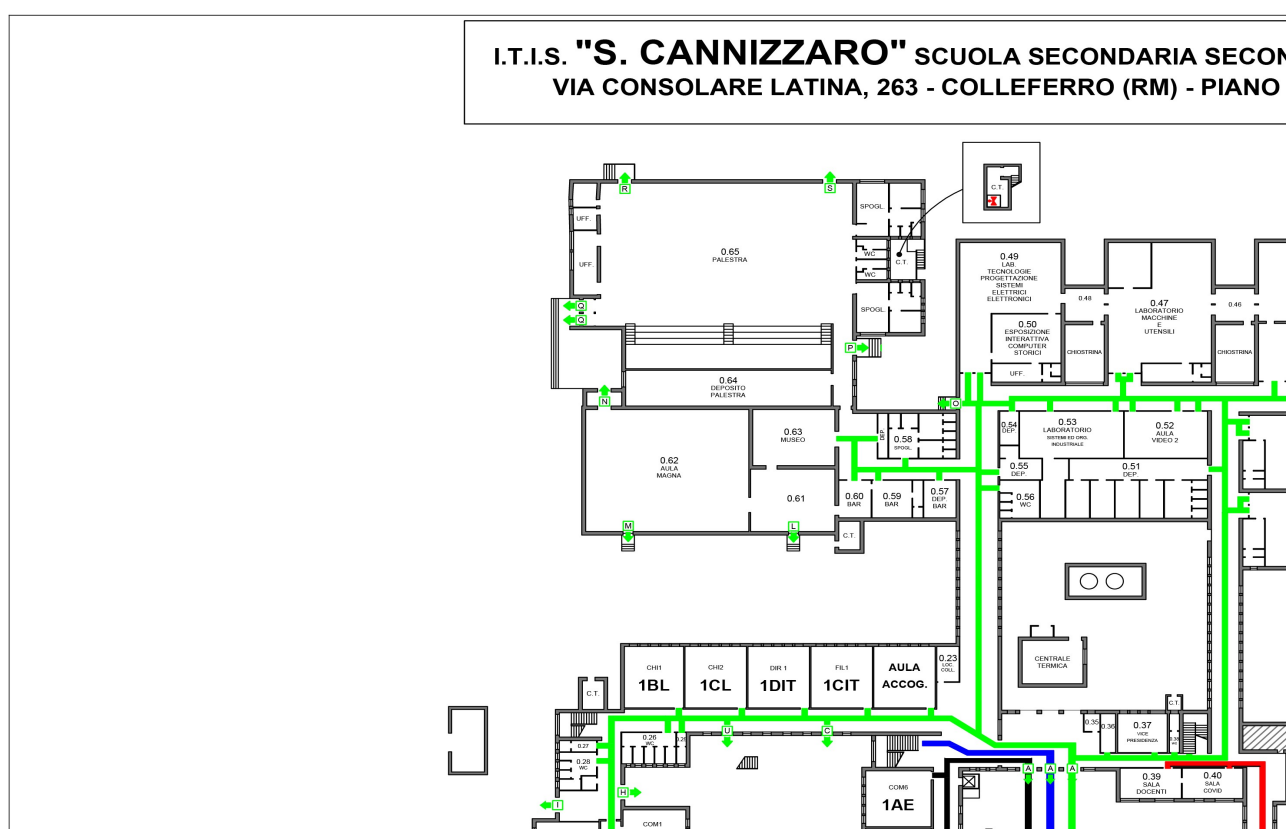 I.T.I.S. "S. CANNIZZARO" SCUOLA SECONDARIA SECON
VIA CONSOLARE LATINA, 263 - COLLEFERRO (RM) - PIANO
R
S
C.T.
UFF.
SPOGL.
0.65
PALESTRA
UFF.
WC
C.T.
WC
SPOGL.
Q
Q
P
0.49
LAB.
TECNOLOGIE
PROGETTAZIONE
SISTEMI
ELETTRICI
ELETTRONICI
0.48
0.47
LABORATORIO
MACCHINE
E
UTENSILI
0.46
0.50
ESPOSIZIONE
INTERATTIVA
COMPUTER
STORICI
CHIOSTRINA
CHIOSTRINA
UFF.
0.64
DEPOSITO
PALESTRA
N
O
0.63
MUSEO
DEP.
0.58
SPOGL.
0.54
DEP.
0.53
LABORATORIO
SISTEMI ED ORG.
INDUSTRIALE
0.52
AULA
VIDEO 2
0.62
AULA
MAGNA
0.55
DEP.
0.51
DEP.
0.61
0.60
BAR
0.59
BAR
0.57
DEP.
BAR
0.56
WC
M
L
C.T.
CENTRALE
TERMICA
CHI1
1BL
CHI2
1CL
DIR 1
1DIT
FIL1
1CIT
AULA
ACCOG.
0.23
LOC.
COLL.
C.T.
C.T.
U
C
0.35
0.36
0.37
VICE
PRESIDENZA
0.26
WC
0.27
0.28
WC
A
A
A
0.39
SALA
DOCENTI
0.40
SALA
COVID
H
I
COM6
1AE
COM1